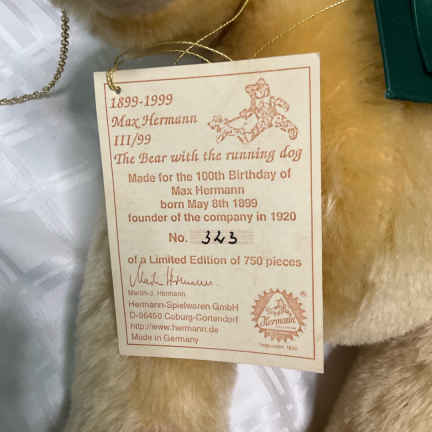 1899-1999
Max Hermann
III/99
The Bear with the running dog
Made for the 100th Birthday of
Max Hermann
born May 8th 1899
founder of the company in 1920
No. 343
of a Limited Edition of 750 pieces
Martin Hermann
Martin-J. Hermann
Hermann-Spielwaren GmbH
D-96450 Coburg-Cortendorf
http://www.hermann.de
Made in Germany
Hermann